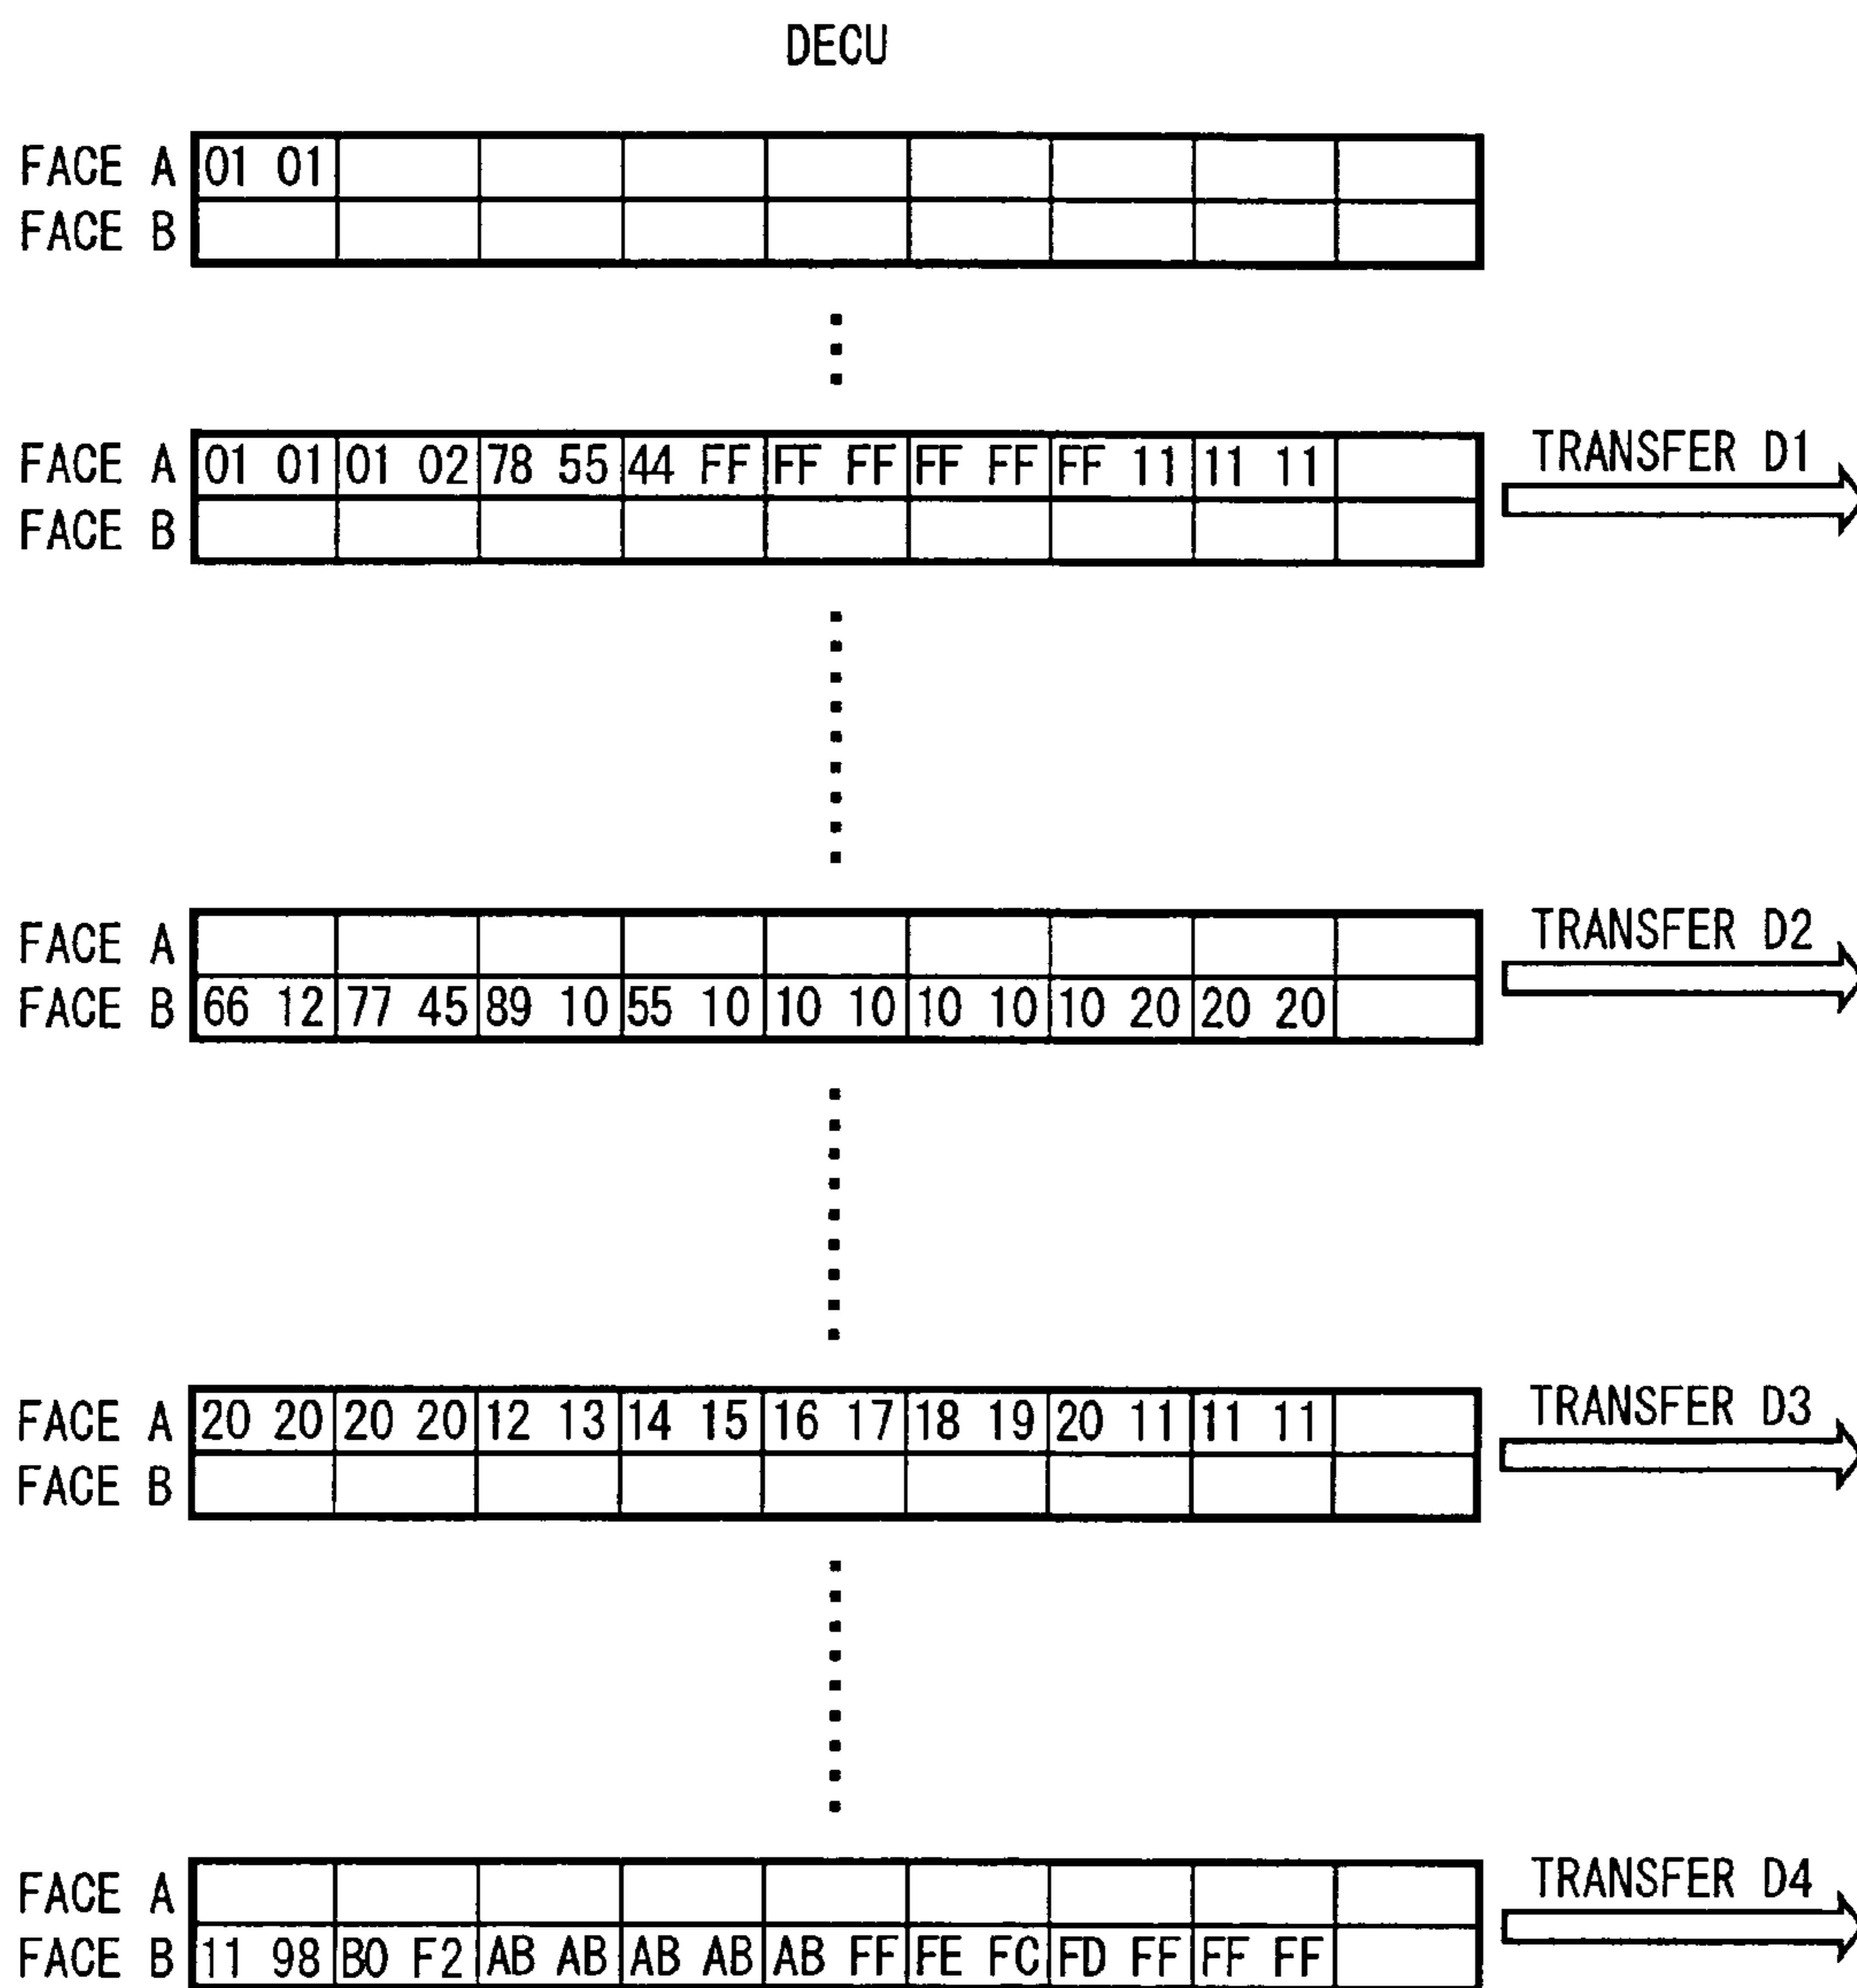 DECU
FACE A 01 01
FACE B
FACE A 01 01 01 02 78 55 44 FF FF FF FF FF FF 11 11 11 TRANSFER D1
FACE B
FACE A TRANSFER D2
FACE B 66 12 77 45 89 10 55 10 10 10 10 10 10 20 20 20
FACE A 20 20 20 20 12 13 14 15 16 17 18 19 20 11 11 11 TRANSFER D3
FACE B
FACE A TRANSFER D4
FACE B 11 98 B0 F2 AB AB AB AB AB FF FE FC FD FF FF FF